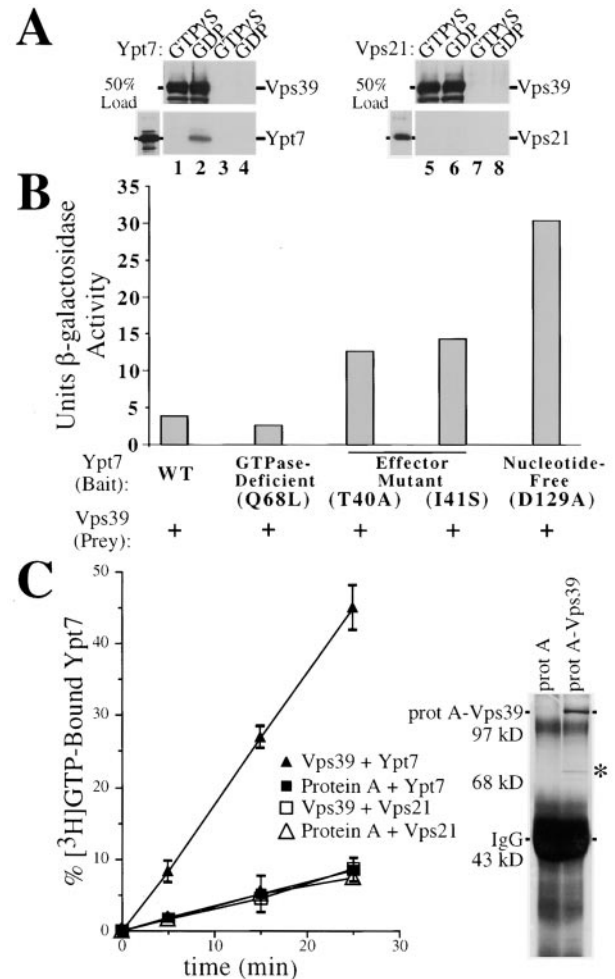 A
Ypt7: GTPγS GDP GTPγS GDP
Vps21: GTPγS GDP GTPγS GDP
50% Load
Vps39
50% Load
Vps39
Ypt7
Vps21
1 2 3 4
5 6 7 8
B
Units β-galactosidase Activity
35
30
25
20
15
10
5
0
Ypt7 (Bait):
WT
GTPase-
Deficient
(Q68L)
Effector
Mutant
(T40A) (I41S)
Nucleotide-
Free
(D129A)
Vps39 (Prey):
+ + + + +
C
% [³H]GTP-Bound Ypt7
50
40
30
20
10
0
0 10 20 30
time (min)
▲ Vps39 + Ypt7
■ Protein A + Ypt7
□ Vps39 + Vps21
△ Protein A + Vps21
prot A
prot A-Vps39
prot A-Vps39
97 kD
68 kD
*
IgG
43 kD